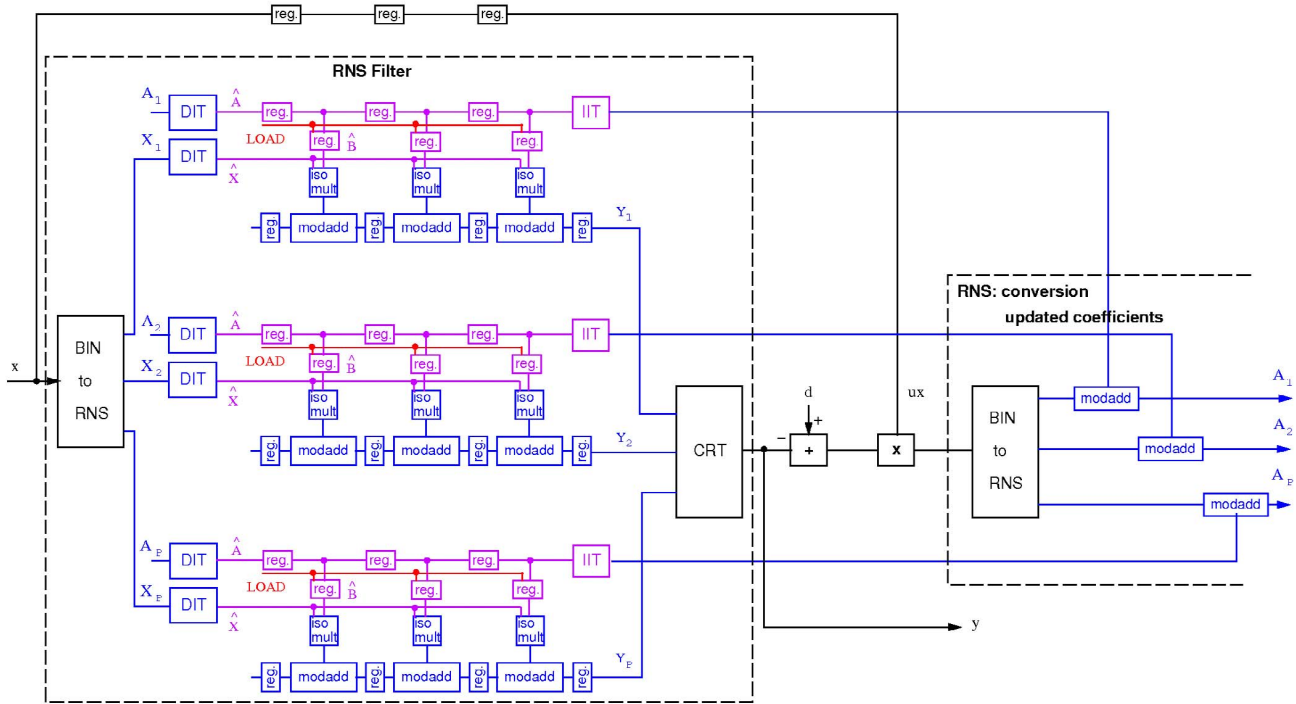 reg. reg. reg.
RNS Filter
A1 DIT Â reg. reg. reg. IIT
LOAD reg. B̂ reg. reg.
X1 DIT X̂
iso mult iso mult iso mult
reg. modadd reg. modadd reg. modadd reg. Y1
RNS: conversion
updated coefficients
A2 DIT Â reg. reg. reg. IIT
LOAD reg. B̂ reg. reg.
x BIN to RNS X2 DIT X̂
iso mult iso mult iso mult
d + ux
modadd A1
reg. modadd reg. modadd reg. modadd reg. Y2
CRT − + x BIN to RNS modadd A2
modadd AP
AP DIT Â reg. reg. reg. IIT
LOAD reg. B̂ reg. reg.
XP DIT X̂
iso mult iso mult iso mult
y
reg. modadd reg. modadd reg. modadd reg. YP